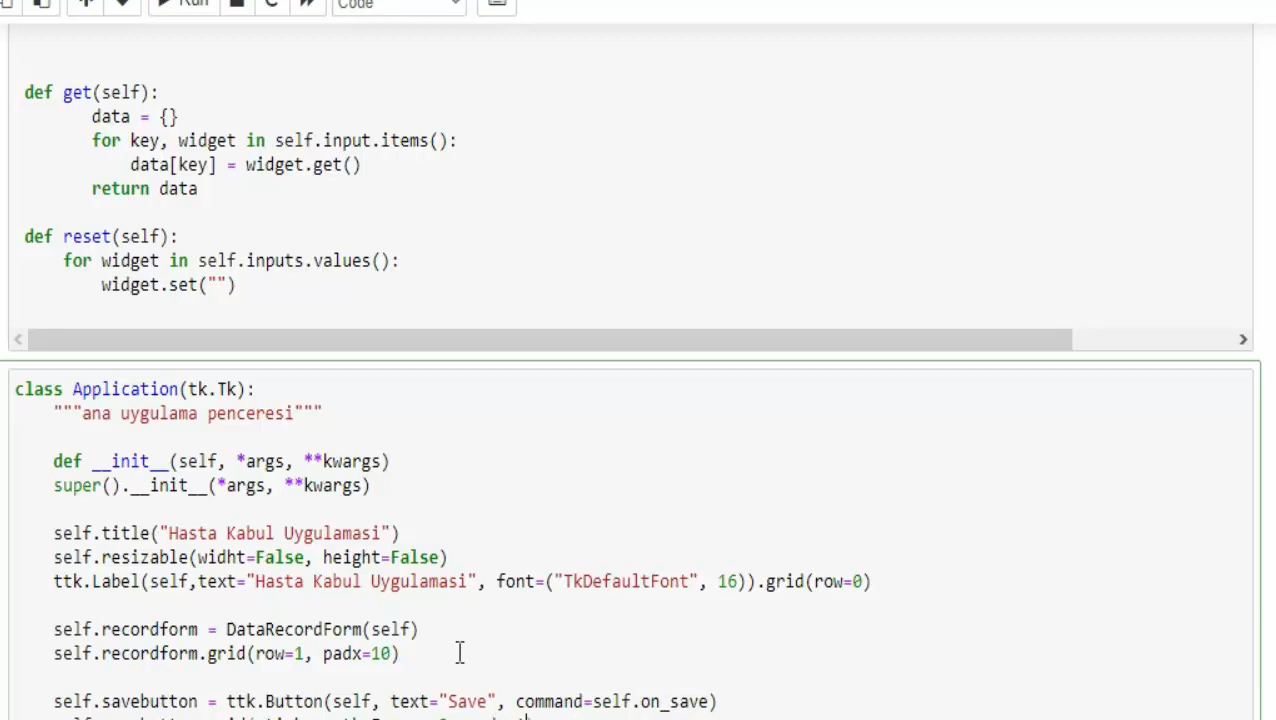 Run
Code
def get(self):
data = {}
for key, widget in self.input.items():
data[key] = widget.get()
return data
def reset(self):
for widget in self.inputs.values():
widget.set("")
class Application(tk.Tk):
"""ana uygulama penceresi"""
def __init__(self, *args, **kwargs)
super().__init__(*args, **kwargs)
self.title("Hasta Kabul Uygulamasi")
self.resizable(widht=False, height=False)
ttk.Label(self,text="Hasta Kabul Uygulamasi", font=("TkDefaultFont", 16)).grid(row=0)
self.recordform = DataRecordForm(self)
self.recordform.grid(row=1, padx=10)
self.savebutton = ttk.Button(self, text="Save", command=self.on_save)